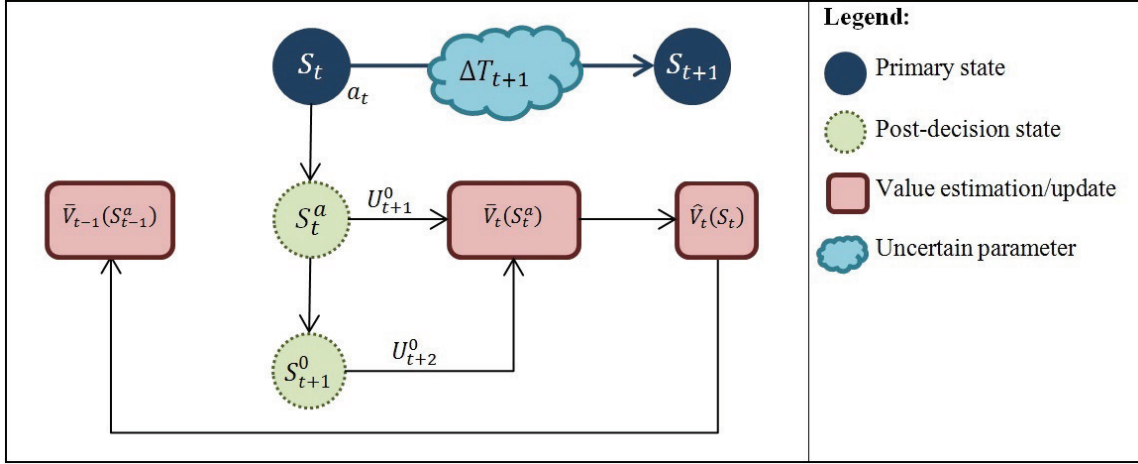 S_t
ΔT_{t+1}
S_{t+1}
a_t
S_t^a
U_{t+1}^0
V̄_{t-1}(S_{t-1}^a)
V̄_t(S_t^a)
V̂_t(S_t)
S_{t+1}^0
U_{t+2}^0
Legend:
Primary state
Post-decision state
Value estimation/update
Uncertain parameter